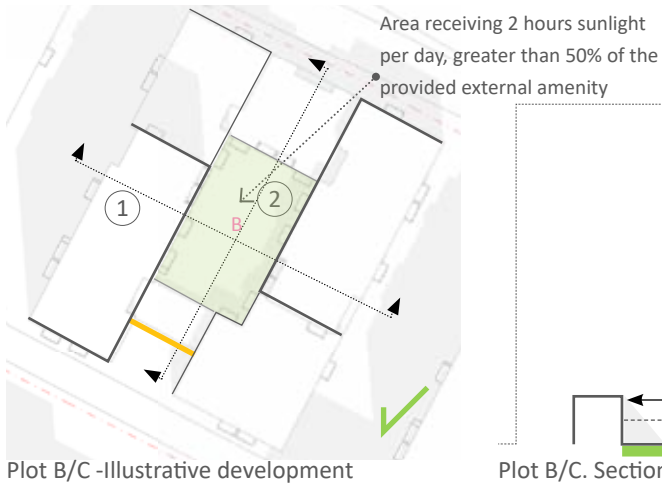 Area receiving 2 hours sunlight
per day, greater than 50% of the
provided external amenity
1
2
B
Plot B/C -Illustrative development
Plot B/C. Section